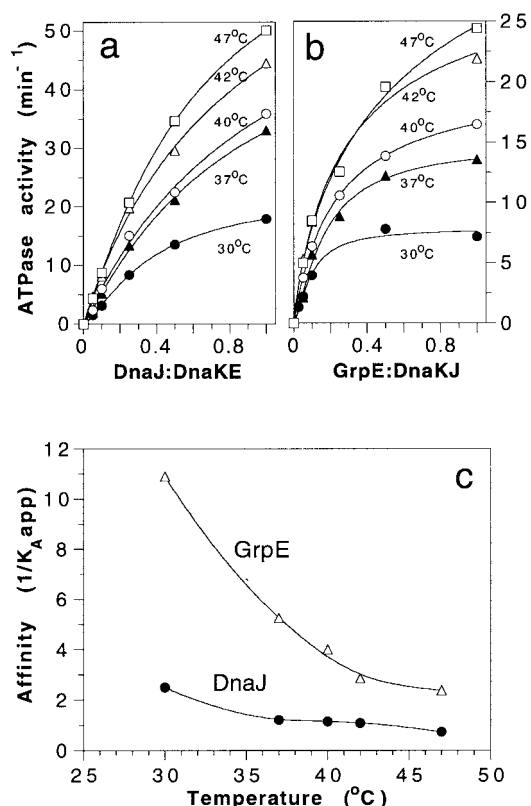 a
b
50
40
30
20
10
0
ATPase activity (min⁻¹)
47°C
42°C
40°C
37°C
30°C
0
0.4
0.8
DnaJ:DnaKE
47°C
42°C
40°C
37°C
30°C
25
20
15
10
5
0
0
0.4
0.8
GrpE:DnaKJ
c
12
10
8
6
4
2
0
Affinity (1/K_A app)
GrpE
DnaJ
25
30
35
40
45
50
Temperature (°C)